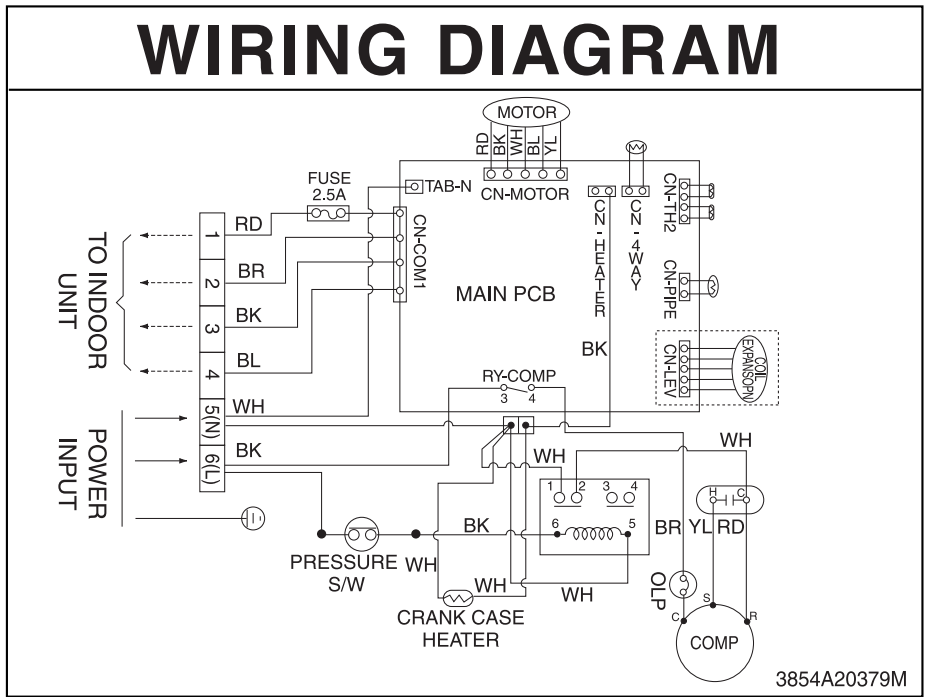 WIRING DIAGRAM
MOTOR
RD
BK
WH
BL
YL
CN-MOTOR
TAB-N
FUSE
2.5A
CN-COM1
CN-HEATER
CN-4WAY
CN-TH2
CN-PIPE
CN-LEV
COIL
EXPANSOPN
MAIN PCB
TO INDOOR
UNIT
1
RD
2
BR
3
BK
4
BL
5(N)
WH
6(L)
BK
POWER
INPUT
RY-COMP
3 4
BK
WH
1 2 3 4
6 5
WH
H C
BR
YL
RD
PRESSURE
S/W
BK
WH
WH
WH
CRANK CASE
HEATER
OLP
C
S
R
COMP
3854A20379M